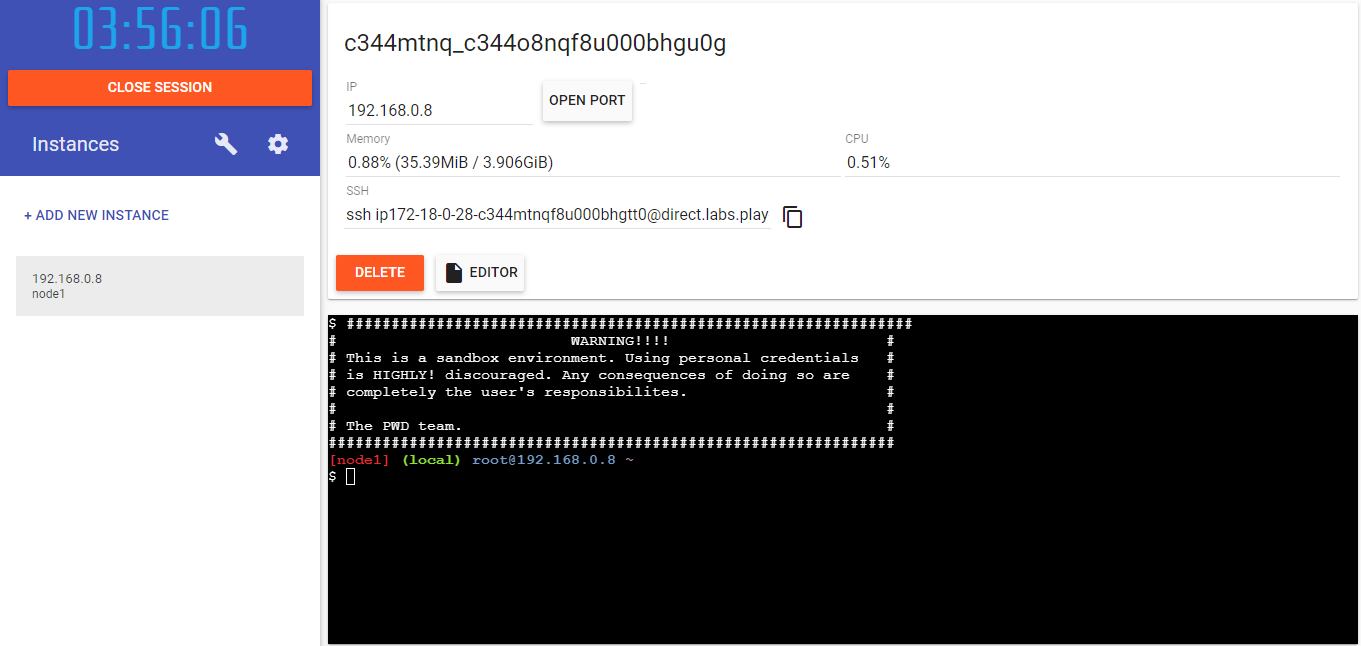 03:56:06
CLOSE SESSION
Instances
+ ADD NEW INSTANCE
192.168.0.8
node1
c344mtnq_c344o8nqf8u000bhgu0g
IP
192.168.0.8
OPEN PORT
Memory
0.88% (35.39MiB / 3.906GiB)
CPU
0.51%
SSH
ssh ip172-18-0-28-c344mtnqf8u000bhgtt0@direct.labs.play
DELETE
EDITOR
$ ###############################################################
# WARNING!!!! #
# This is a sandbox environment. Using personal credentials #
# is HIGHLY! discouraged. Any consequences of doing so are #
# completely the user's responsibilites. #
# #
# The PWD team. #
###############################################################
[node1] (local) root@192.168.0.8 ~
$